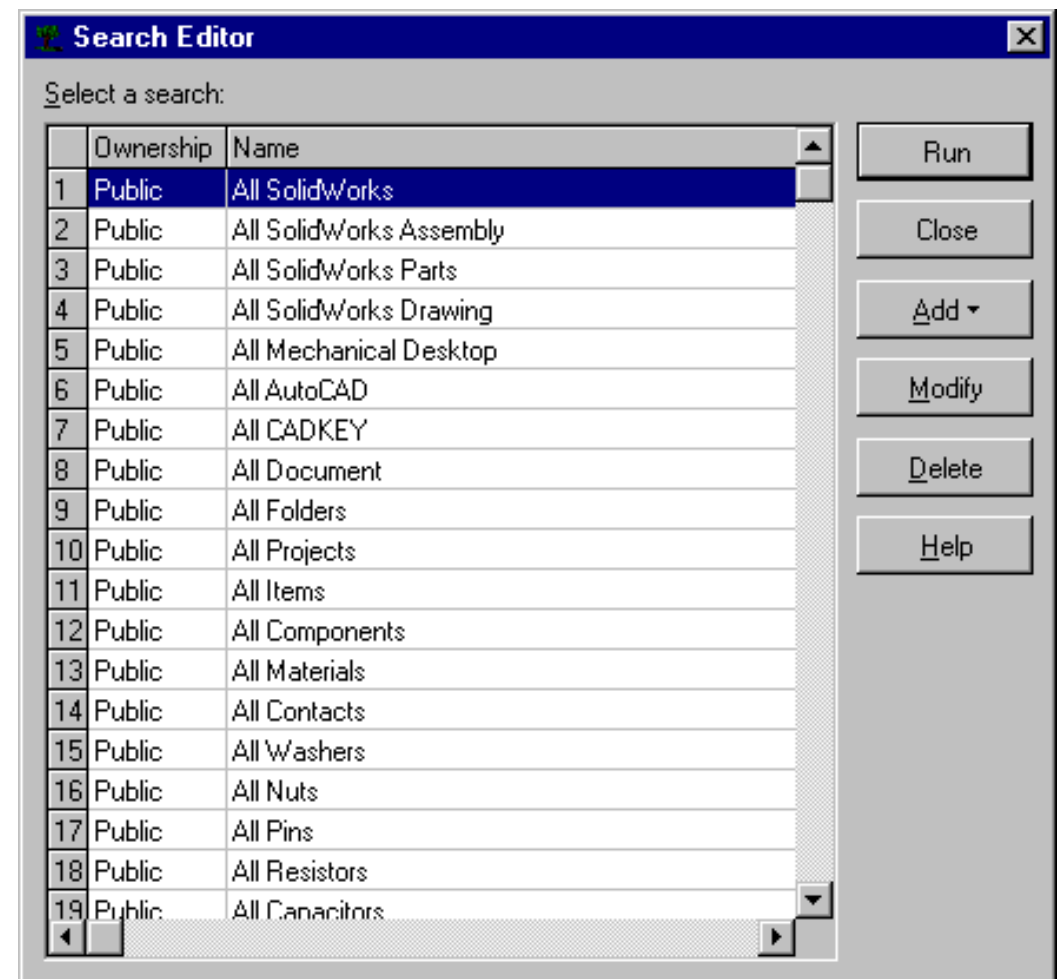 Search Editor
Select a search:
Ownership Name
1 Public All SolidWorks
2 Public All SolidWorks Assembly
3 Public All SolidWorks Parts
4 Public All SolidWorks Drawing
5 Public All Mechanical Desktop
6 Public All AutoCAD
7 Public All CADKEY
8 Public All Document
9 Public All Folders
10 Public All Projects
11 Public All Items
12 Public All Components
13 Public All Materials
14 Public All Contacts
15 Public All Washers
16 Public All Nuts
17 Public All Pins
18 Public All Resistors
19 Public All Capacitors
Run
Close
Add
Modify
Delete
Help